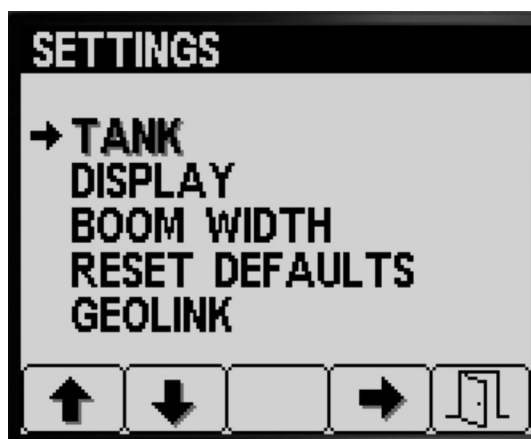 SETTINGS
TANK
DISPLAY
BOOM WIDTH
RESET DEFAULTS
GEOLINK